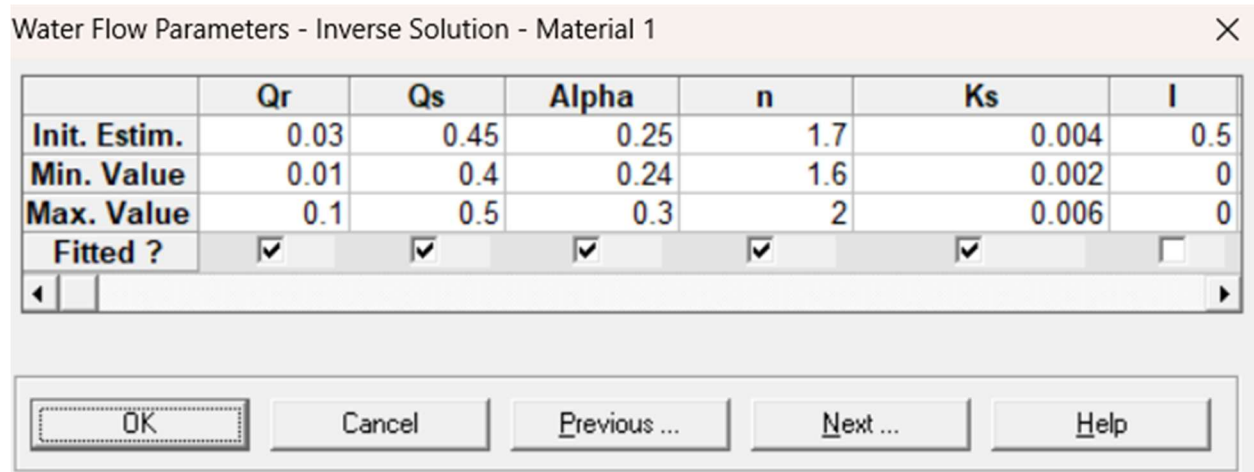 Water Flow Parameters - Inverse Solution - Material 1
Qr Qs Alpha n Ks l
Init. Estim. 0.03 0.45 0.25 1.7 0.004 0.5
Min. Value 0.01 0.4 0.24 1.6 0.002 0
Max. Value 0.1 0.5 0.3 2 0.006 0
Fitted ?
OK Cancel Previous ... Next ... Help